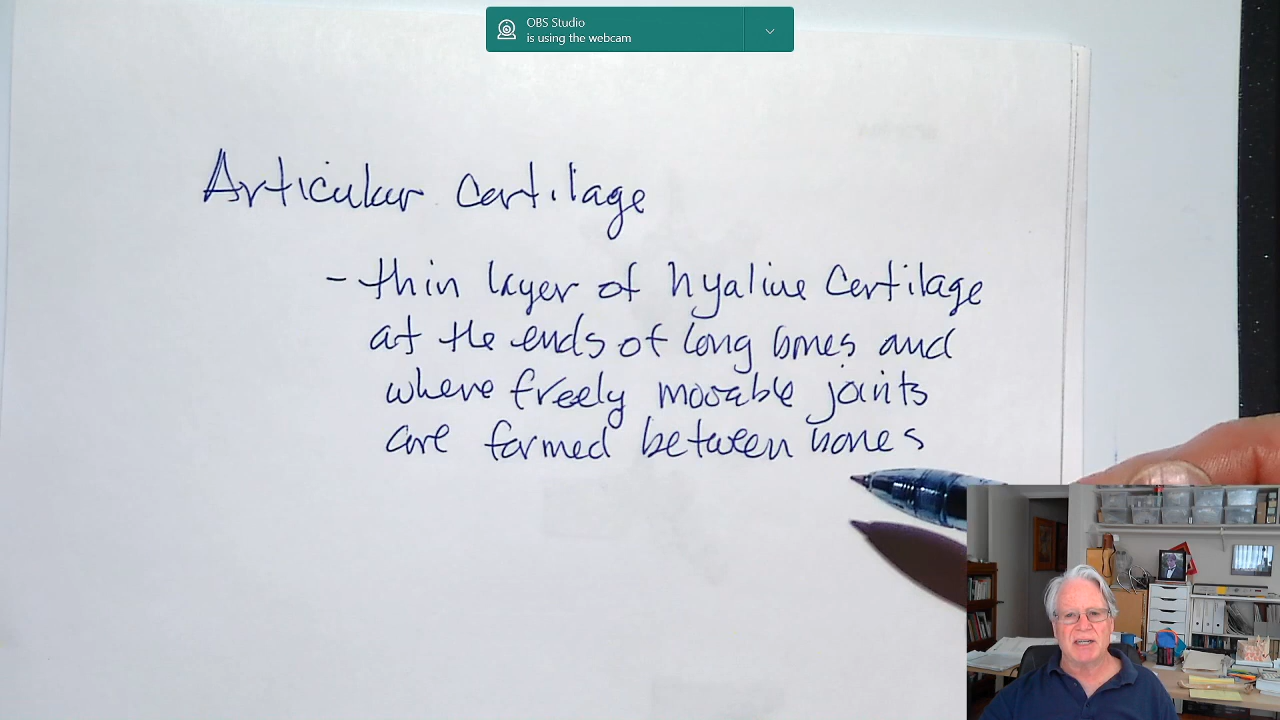 OBS Studio
is using the webcam
Articular Cartilage
- thin layer of hyaline Cartilage
at the ends of long bones and
where freely movable joints
are formed between bones